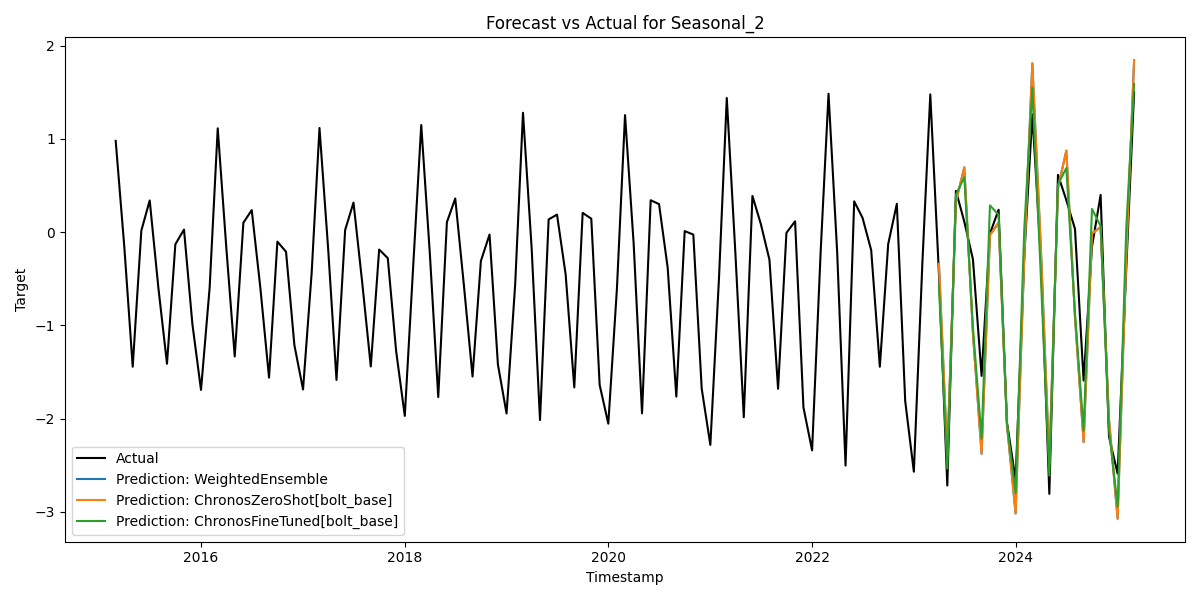 Forecast vs Actual for Seasonal_2
Target
2
1
0
−1
−2
−3
Actual
Prediction: WeightedEnsemble
Prediction: ChronosZeroShot[bolt_base]
Prediction: ChronosFineTuned[bolt_base]
2016
2018
2020
2022
2024
Timestamp